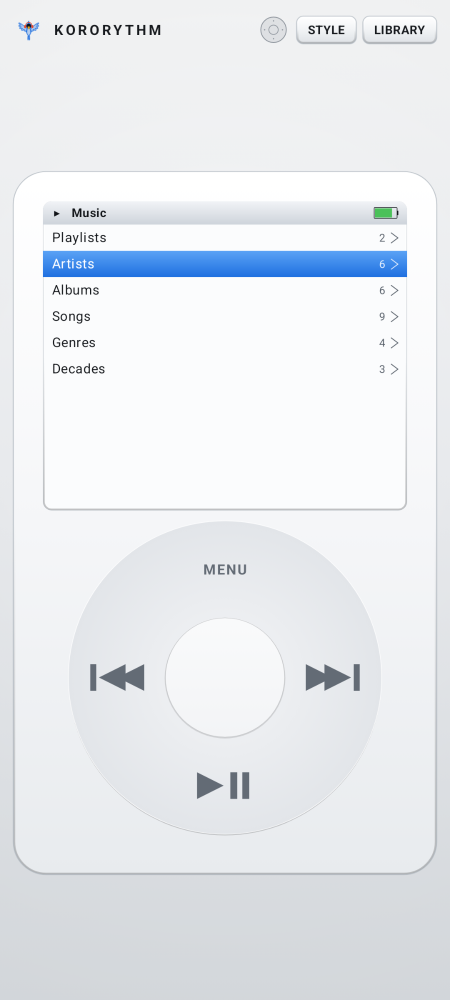 KORORYTHM
STYLE
LIBRARY
Music
Playlists 2
Artists 6
Albums 6
Songs 9
Genres 4
Decades 3
MENU